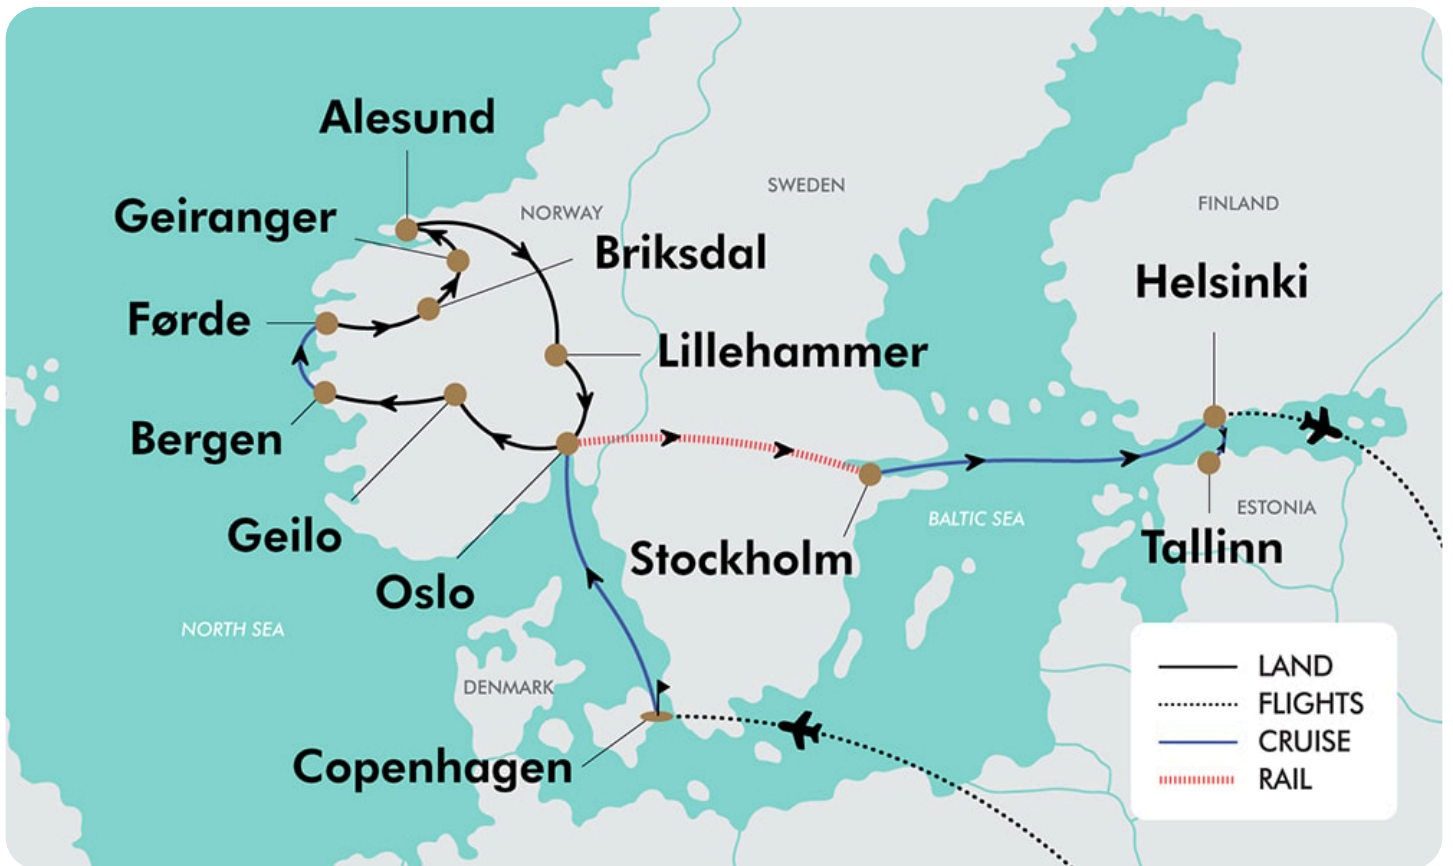 Alesund
SWEDEN
FINLAND
Geiranger
NORWAY
Briksdal
Helsinki
Førde
Lillehammer
Bergen
Geilo
BALTIC SEA
ESTONIA
Tallinn
Stockholm
Oslo
NORTH SEA
DENMARK
Copenhagen
LAND
FLIGHTS
CRUISE
RAIL